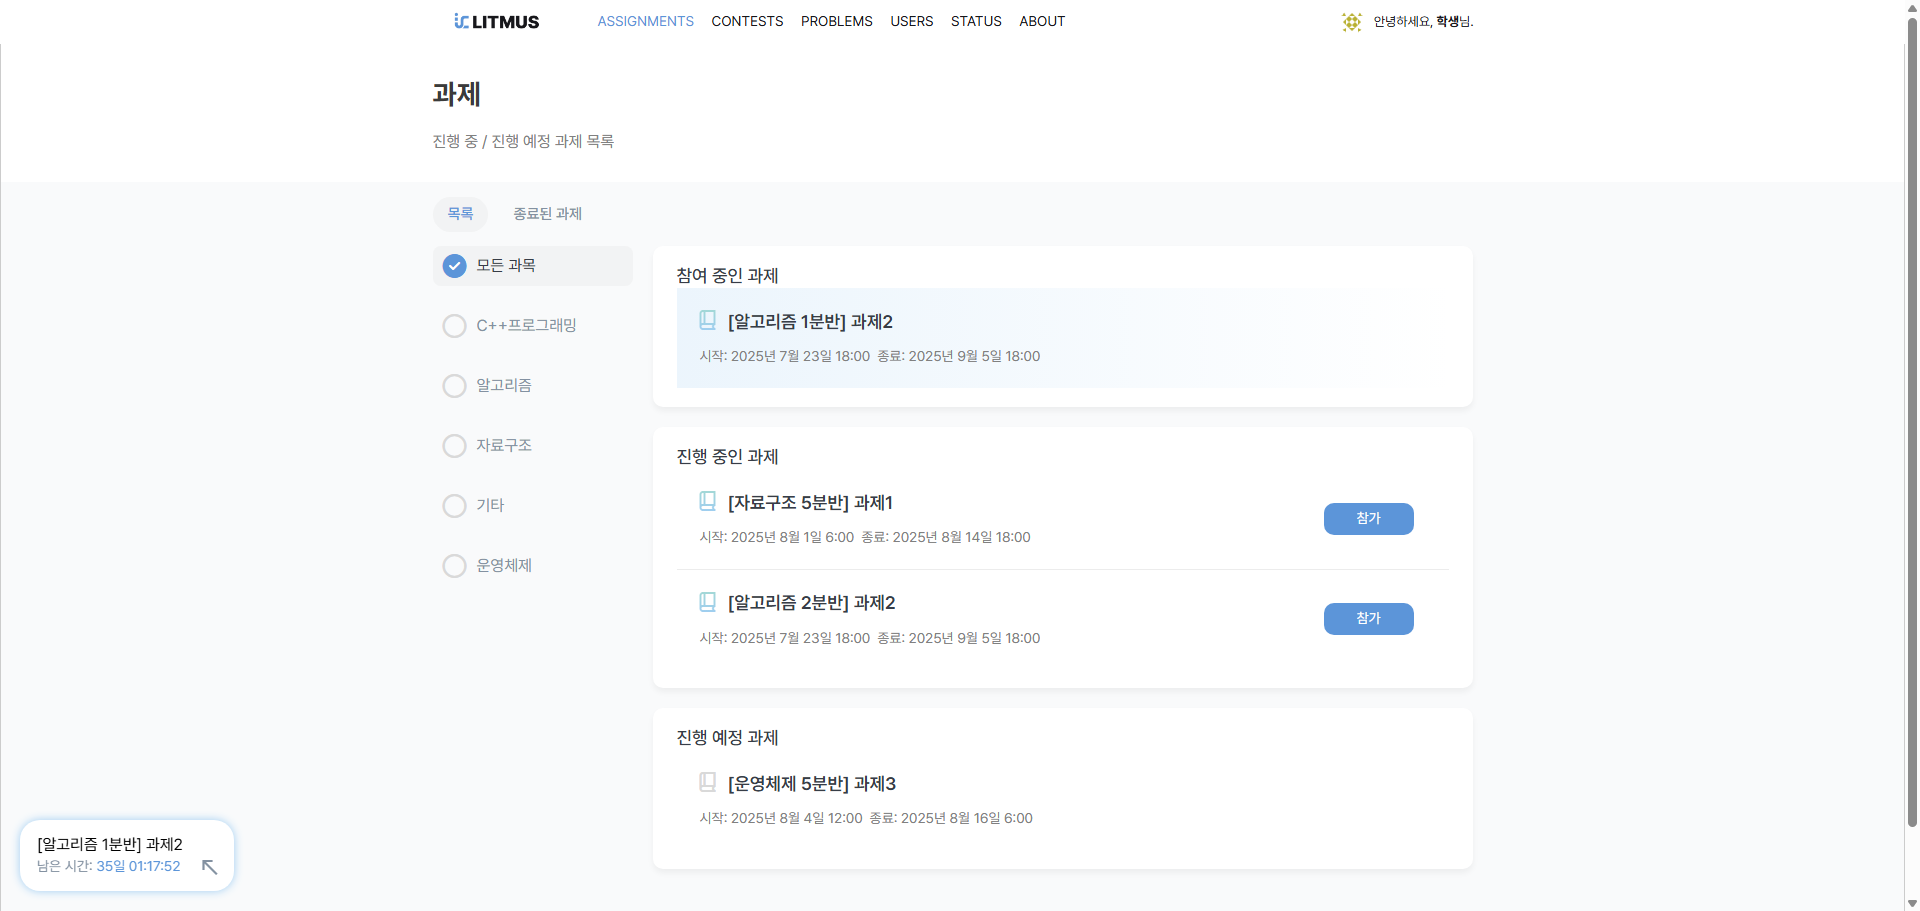 LITMUS ASSIGNMENTS CONTESTS PROBLEMS USERS STATUS ABOUT 안녕하세요, 학생님.
과제
진행 중 / 진행 예정 과제 목록
목록 종료된 과제
모든 과목
C++프로그래밍
알고리즘
자료구조
기타
운영체제
참여 중인 과제
[알고리즘 1분반] 과제2
시작: 2025년 7월 23일 18:00 종료: 2025년 9월 5일 18:00
진행 중인 과제
[자료구조 5분반] 과제1
시작: 2025년 8월 1일 6:00 종료: 2025년 8월 14일 18:00
참가
[알고리즘 2분반] 과제2
시작: 2025년 7월 23일 18:00 종료: 2025년 9월 5일 18:00
참가
진행 예정 과제
[운영체제 5분반] 과제3
시작: 2025년 8월 4일 12:00 종료: 2025년 8월 16일 6:00
[알고리즘 1분반] 과제2
남은 시간: 35일 01:17:52